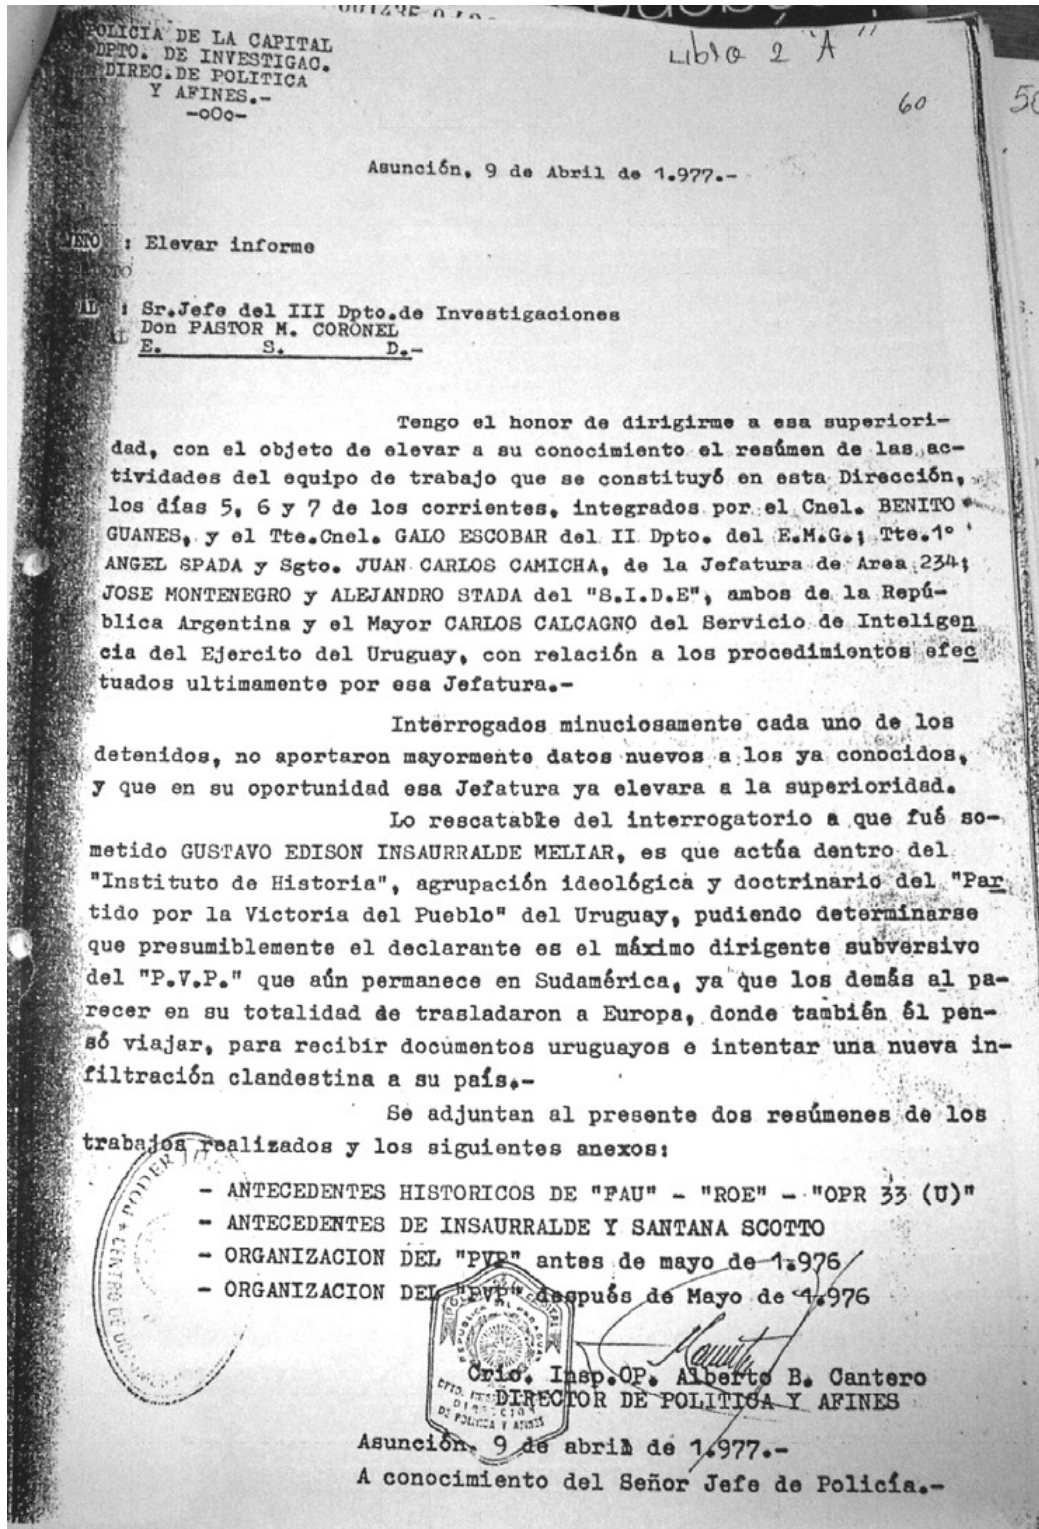 POLICIA DE LA CAPITAL
DPTO. DE INVESTIGAC.
DIREC.DE POLITICA
Y AFINES.-
-oOo-
Libro 2 "A"
60
Asunción, 9 de Abril de 1.977.-
: Elevar informe
AL : Sr.Jefe del III Dpto.de Investigaciones
Don PASTOR M. CORONEL
E. S. D.-
Tengo el honor de dirigirme a esa superiori-
dad, con el objeto de elevar a su conocimiento el resúmen de las ac-
tividades del equipo de trabajo que se constituyó en esta Dirección,
los días 5, 6 y 7 de los corrientes, integrados por el Cnel. BENITO
GUANES, y el Tte.Cnel. GALO ESCOBAR del II Dpto. del E.M.G.; Tte.1°
ANGEL SPADA y Sgto. JUAN CARLOS CAMICHA, de la Jefatura de Area 234;
JOSE MONTENEGRO y ALEJANDRO STADA del "S.I.D.E", ambos de la Repú-
blica Argentina y el Mayor CARLOS CALCAGNO del Servicio de Inteligen
cia del Ejercito del Uruguay, con relación a los procedimientos efec
tuados ultimamente por esa Jefatura.-
Interrogados minuciosamente cada uno de los
detenidos, no aportaron mayormente datos nuevos a los ya conocidos,
y que en su oportunidad esa Jefatura ya elevara a la superioridad.
Lo rescatable del interrogatorio a que fué so-
metido GUSTAVO EDISON INSAURRALDE MELIAR, es que actúa dentro del
"Instituto de Historia", agrupación ideológica y doctrinario del "Par
tido por la Victoria del Pueblo" del Uruguay, pudiendo determinarse
que presumiblemente el declarante es el máximo dirigente subversivo
del "P.V.P." que aún permanece en Sudamérica, ya que los demás al pa-
recer en su totalidad de trasladaron a Europa, donde también él pen-
só viajar, para recibir documentos uruguayos e intentar una nueva in-
filtración clandestina a su país.-
Se adjuntan al presente dos resúmenes de los
trabajos realizados y los siguientes anexos:
- ANTECEDENTES HISTORICOS DE "FAU" - "ROE" - "OPR 33 (U)"
- ANTECEDENTES DE INSAURRALDE Y SANTANA SCOTTO
- ORGANIZACION DEL "PVP" antes de mayo de 1.976
- ORGANIZACION DEL "PVP" después de Mayo de 1.976
Crio. Insp.OP. Alberto B. Cantero
DIRECTOR DE POLITICA Y AFINES
Asunción, 9 de abril de 1.977.-
A conocimiento del Señor Jefe de Policía.-